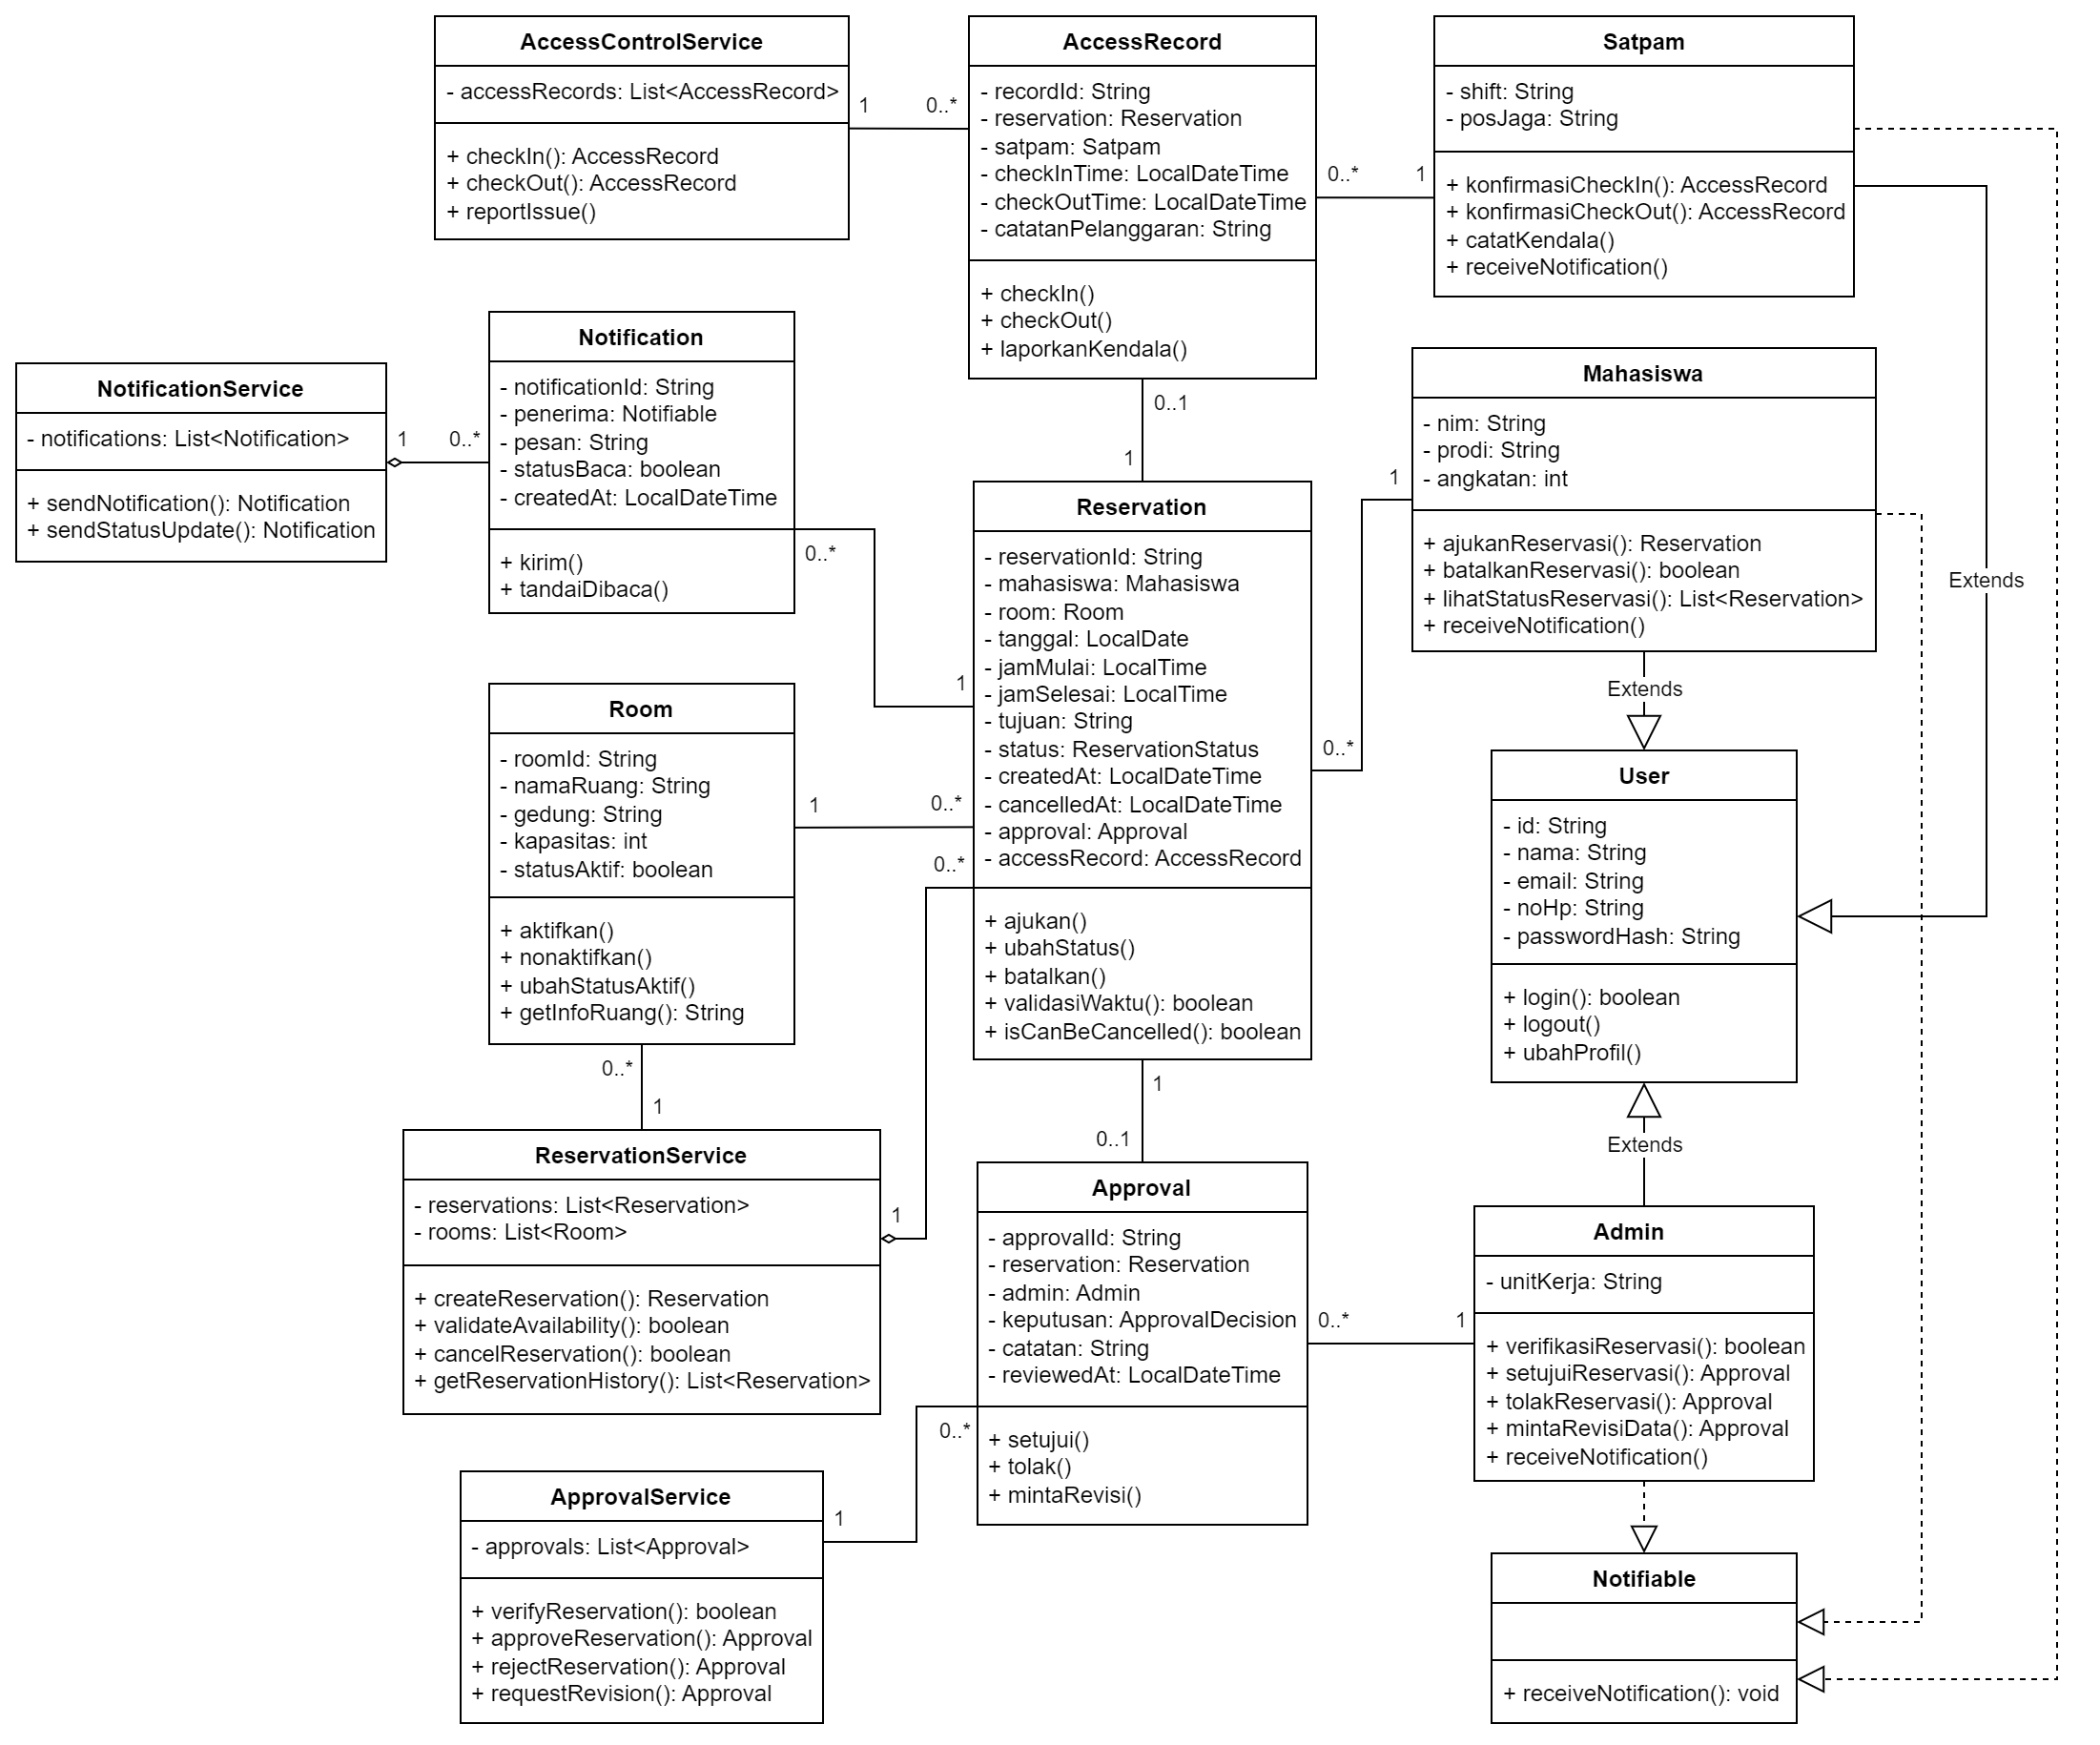 AccessControlService
- accessRecords: List<AccessRecord>
+ checkIn(): AccessRecord
+ checkOut(): AccessRecord
+ reportIssue()
1
0..*
AccessRecord
- recordId: String
- reservation: Reservation
- satpam: Satpam
- checkInTime: LocalDateTime
- checkOutTime: LocalDateTime
- catatanPelanggaran: String
+ checkIn()
+ checkOut()
+ laporkanKendala()
0..*
1
Satpam
- shift: String
- posJaga: String
+ konfirmasiCheckIn(): AccessRecord
+ konfirmasiCheckOut(): AccessRecord
+ catatKendala()
+ receiveNotification()
NotificationService
- notifications: List<Notification>
+ sendNotification(): Notification
+ sendStatusUpdate(): Notification
1
0..*
Notification
- notificationId: String
- penerima: Notifiable
- pesan: String
- statusBaca: boolean
- createdAt: LocalDateTime
+ kirim()
+ tandaiDibaca()
0..*
1
0..1
1
Reservation
- reservationId: String
- mahasiswa: Mahasiswa
- room: Room
- tanggal: LocalDate
- jamMulai: LocalTime
- jamSelesai: LocalTime
- tujuan: String
- status: ReservationStatus
- createdAt: LocalDateTime
- cancelledAt: LocalDateTime
- approval: Approval
- accessRecord: AccessRecord
+ ajukan()
+ ubahStatus()
+ batalkan()
+ validasiWaktu(): boolean
+ isCanBeCancelled(): boolean
1
0..*
Mahasiswa
- nim: String
- prodi: String
- angkatan: int
+ ajukanReservasi(): Reservation
+ batalkanReservasi(): boolean
+ lihatStatusReservasi(): List<Reservation>
+ receiveNotification()
Extends
Extends
Room
- roomId: String
- namaRuang: String
- gedung: String
- kapasitas: int
- statusAktif: boolean
+ aktifkan()
+ nonaktifkan()
+ ubahStatusAktif()
+ getInfoRuang(): String
1
0..*
0..*
0..*
1
User
- id: String
- nama: String
- email: String
- noHp: String
- passwordHash: String
+ login(): boolean
+ logout()
+ ubahProfil()
Extends
ReservationService
- reservations: List<Reservation>
- rooms: List<Room>
+ createReservation(): Reservation
+ validateAvailability(): boolean
+ cancelReservation(): boolean
+ getReservationHistory(): List<Reservation>
1
1
0..1
Approval
- approvalId: String
- reservation: Reservation
- admin: Admin
- keputusan: ApprovalDecision
- catatan: String
- reviewedAt: LocalDateTime
+ setujui()
+ tolak()
+ mintaRevisi()
0..*
1
Admin
- unitKerja: String
+ verifikasiReservasi(): boolean
+ setujuiReservasi(): Approval
+ tolakReservasi(): Approval
+ mintaRevisiData(): Approval
+ receiveNotification()
0..*
1
ApprovalService
- approvals: List<Approval>
+ verifyReservation(): boolean
+ approveReservation(): Approval
+ rejectReservation(): Approval
+ requestRevision(): Approval
Notifiable
+ receiveNotification(): void